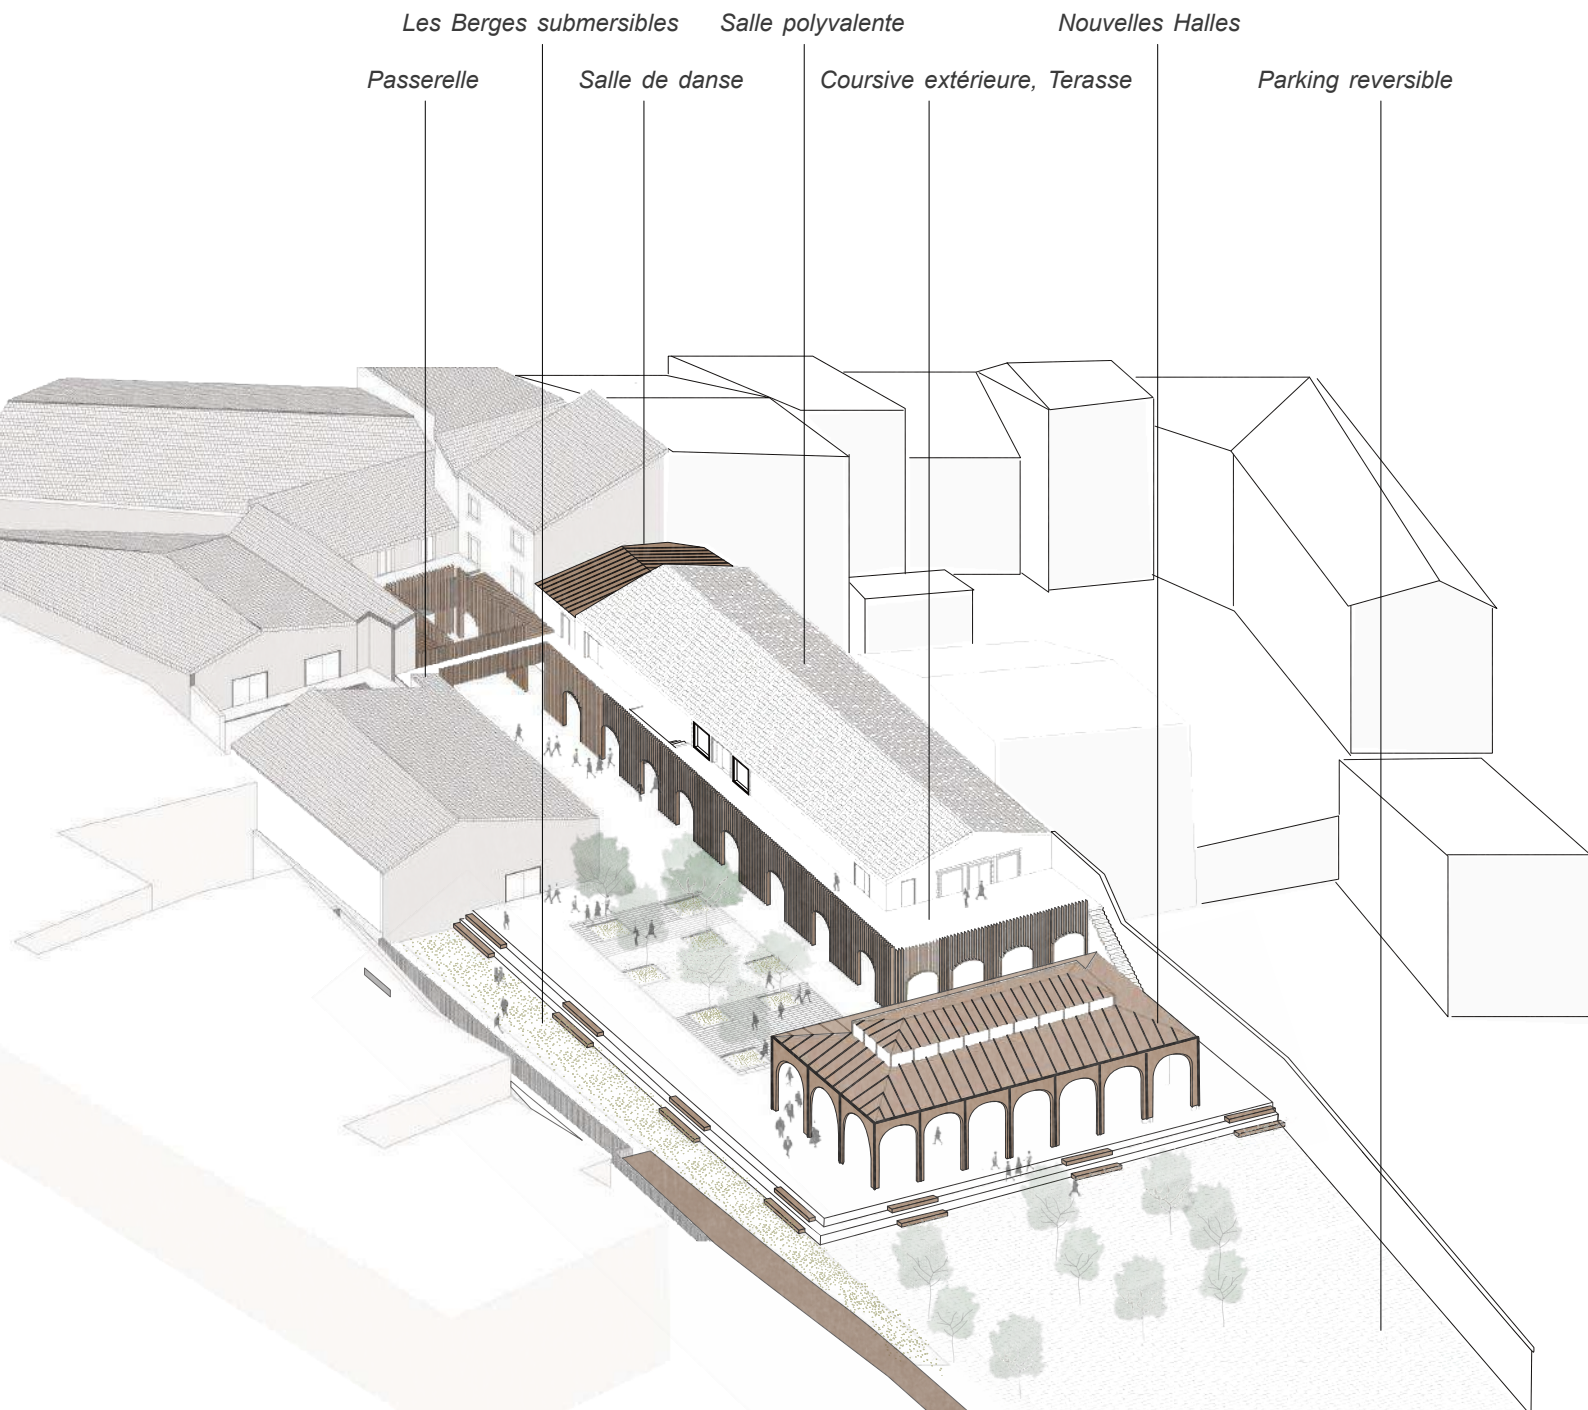 Les Berges submersibles
Salle polyvalente
Nouvelles Halles
Passerelle
Salle de danse
Coursive extérieure, Terasse
Parking reversible